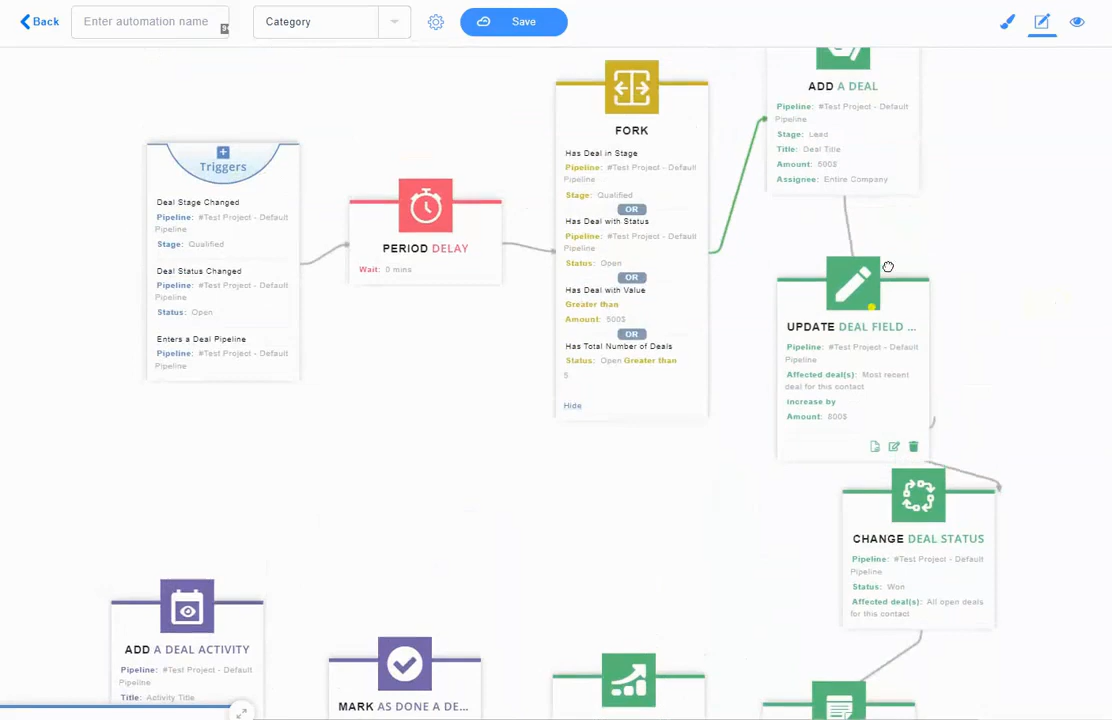 Back
Enter automation name
Category
Save
Triggers
Deal Stage Changed
Pipeline: #Test Project - Default
Pipeline
Stage: Qualified
Deal Status Changed
Pipeline: #Test Project - Default
Pipeline
Status: Open
Enters a Deal Pipeline
Pipeline: #Test Project - Default
Pipeline
PERIOD DELAY
Wait: 0 mins
FORK
Has Deal in Stage
Pipeline: #Test Project - Default
Pipeline
Stage: Qualified
OR
Has Deal with Status
Pipeline: #Test Project - Default
Pipeline
Status: Open
OR
Has Deal with Value
Greater than
Amount: 500$
OR
Has Total Number of Deals
Status: Open Greater than
5
Hide
ADD A DEAL
Pipeline: #Test Project - Default
Pipeline
Stage: Lead
Title: Deal Title
Amount: 500$
Assignee: Entire Company
UPDATE DEAL FIELD ...
Pipeline: #Test Project - Default
Pipeline
Affected deal(s): Most recent
deal for this contact
Increase by
Amount: 800$
CHANGE DEAL STATUS
Pipeline: #Test Project - Default
Pipeline
Status: Won
Affected deal(s): All open deals
for this contact
ADD A DEAL ACTIVITY
Pipeline: #Test Project - Default
Pipeline
Title: Activity Title
MARK AS DONE A DE...